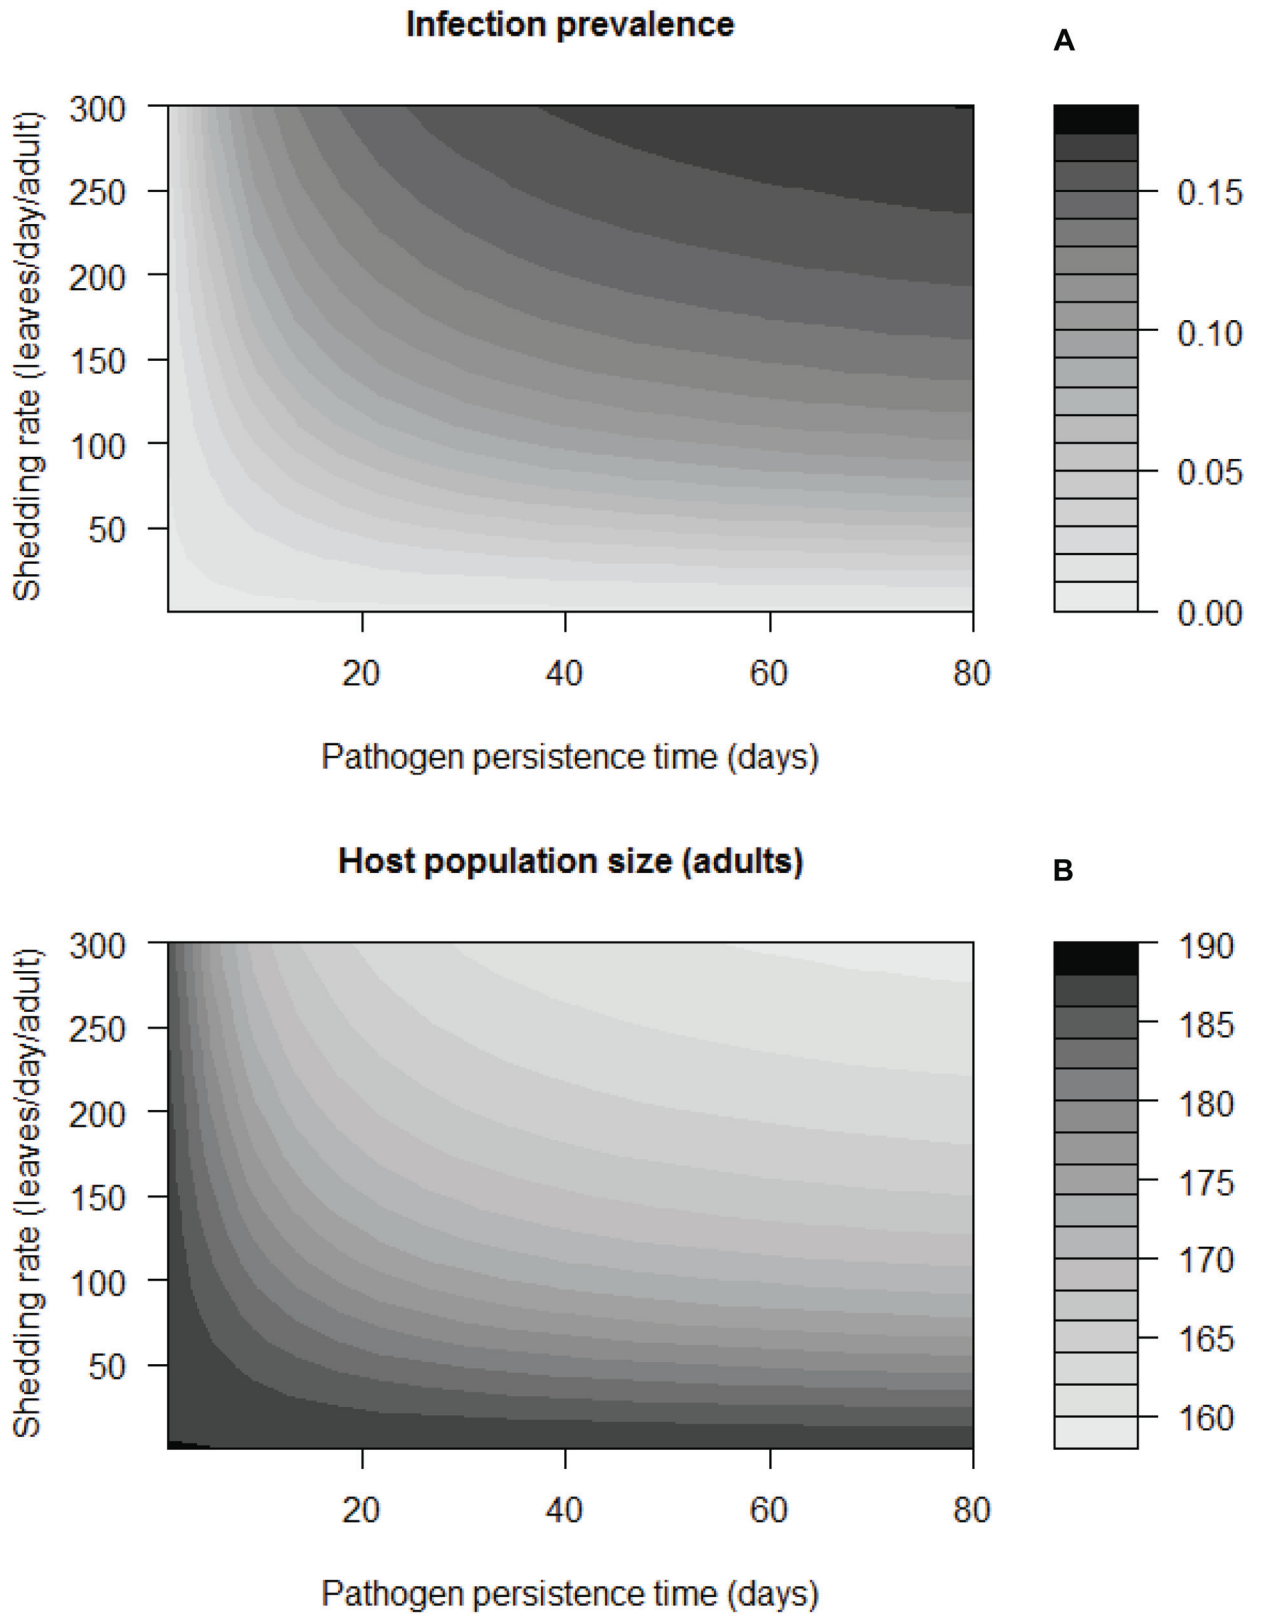 Infection prevalence
A
Shedding rate (leaves/day/adult)
300
250
200
150
100
50
20 40 60 80
Pathogen persistence time (days)
0.15
0.10
0.05
0.00
Host population size (adults)
B
Shedding rate (leaves/day/adult)
300
250
200
150
100
50
20 40 60 80
Pathogen persistence time (days)
190
185
180
175
170
165
160